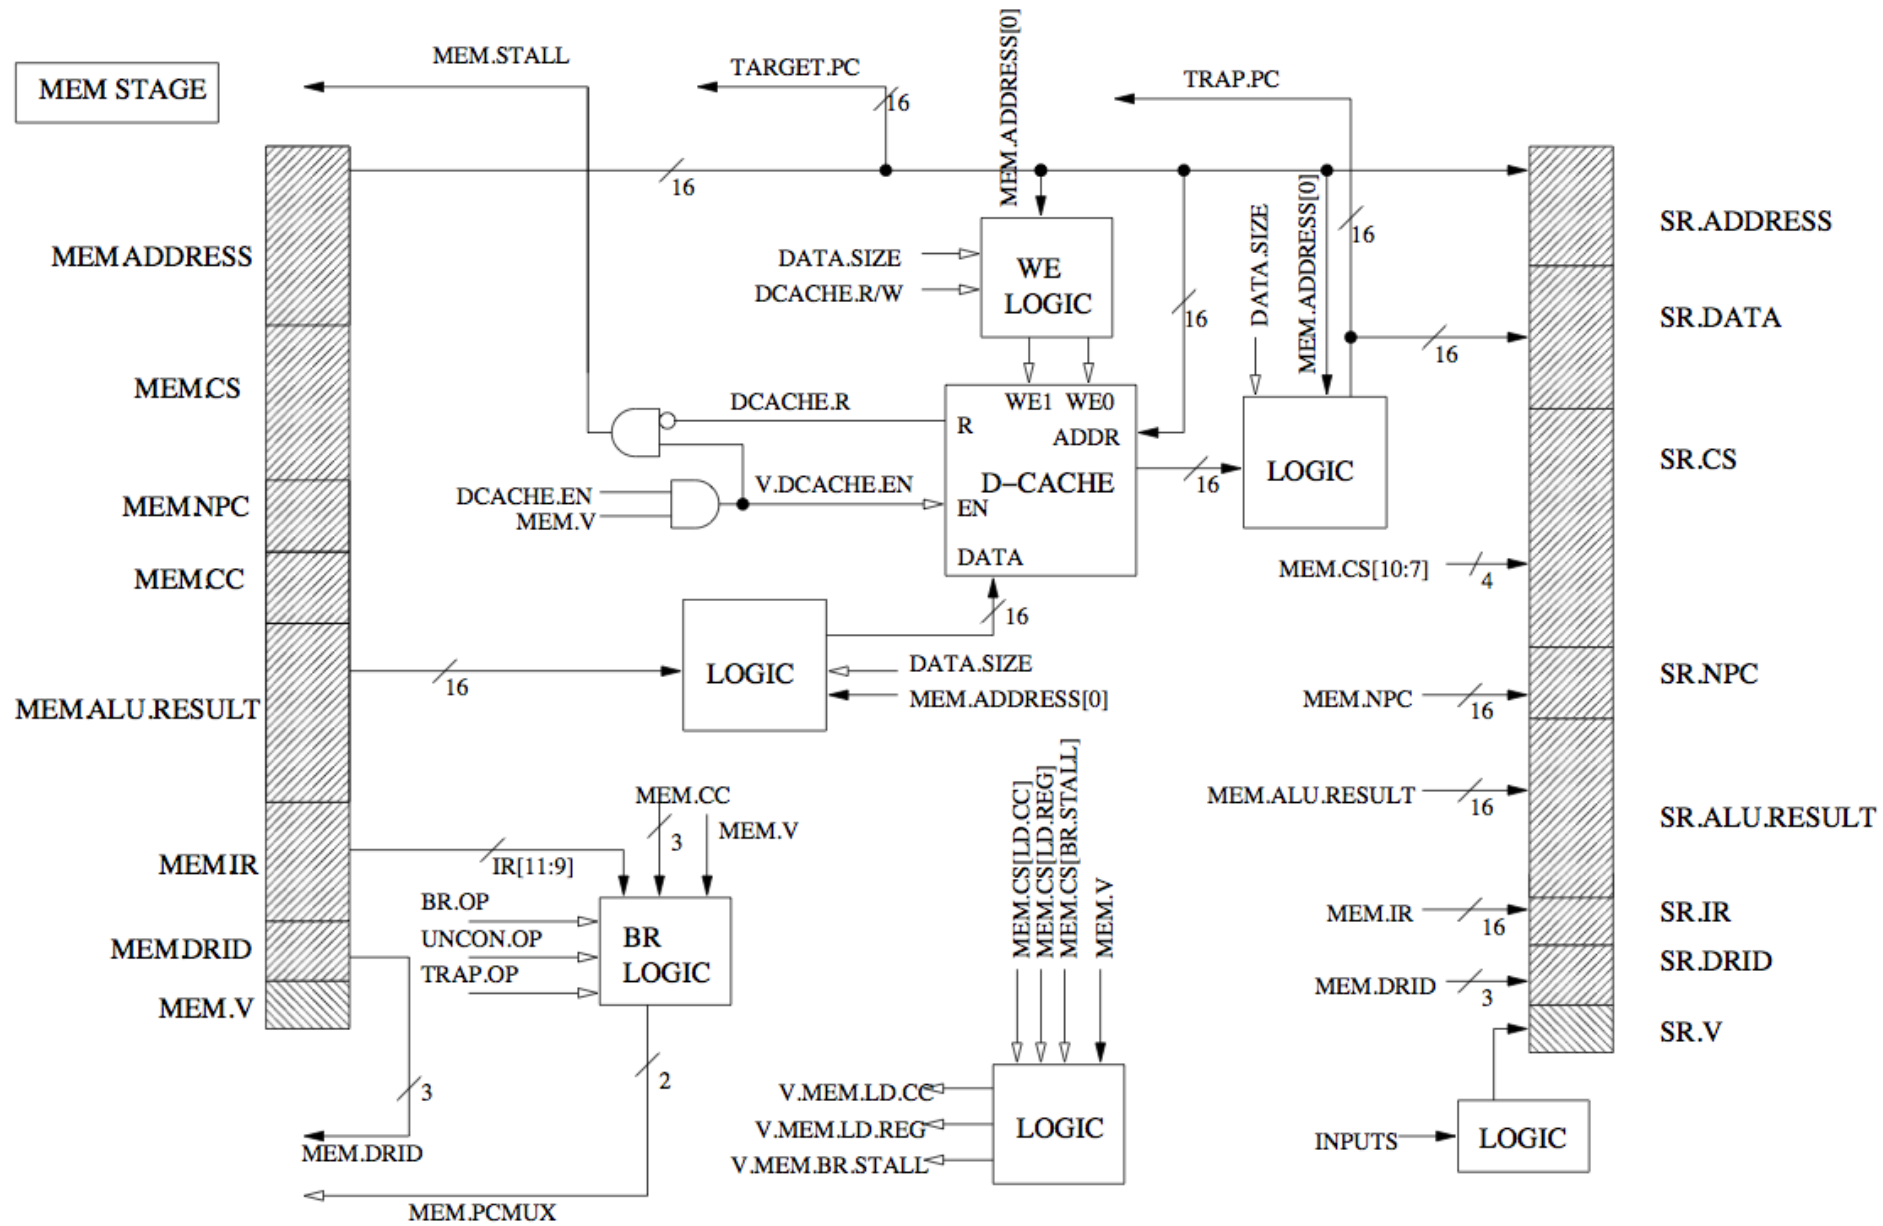 MEM.STALL
TARGET.PC
MEM.ADDRESS[0]
TRAP.PC
MEM STAGE
16
16
16
16
16
16
MEM.ADDRESS
DATA.SIZE
DCACHE.R/W
WE
LOGIC
DATA.SIZE
MEM.ADDRESS[0]
SR.ADDRESS
SR.DATA
MEM.CS
DCACHE.R
R
WE1 WE0
ADDR
D-CACHE
EN
DATA
16
LOGIC
SR.CS
MEM.NPC
DCACHE.EN
MEM.V
V.DCACHE.EN
MEM.CC
MEM.CS[10:7]
4
16
MEM.ALU.RESULT
16
LOGIC
DATA.SIZE
MEM.ADDRESS[0]
MEM.NPC
16
SR.NPC
MEM.ALU.RESULT
16
SR.ALU.RESULT
MEM.CC
3
MEM.V
MEM.IR
IR[11:9]
BR.OP
UNCON.OP
TRAP.OP
BR
LOGIC
MEM.CS[LD.CC]
MEM.CS[LD.REG]
MEM.CS[BR.STALL]
MEM.V
MEM.IR
16
SR.IR
MEM.DRID
MEM.DRID
3
SR.DRID
MEM.V
SR.V
3
2
V.MEM.LD.CC
V.MEM.LD.REG
V.MEM.BR.STALL
LOGIC
INPUTS
LOGIC
MEM.DRID
MEM.PCMUX